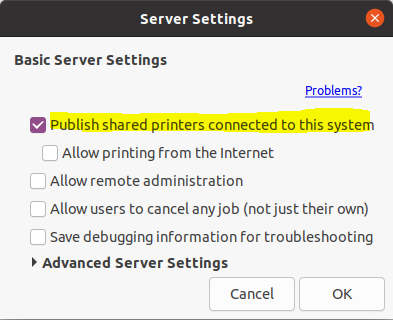 Server Settings
Basic Server Settings
Problems?
Publish shared printers connected to this system
Allow printing from the Internet
Allow remote administration
Allow users to cancel any job (not just their own)
Save debugging information for troubleshooting
Advanced Server Settings
Cancel OK